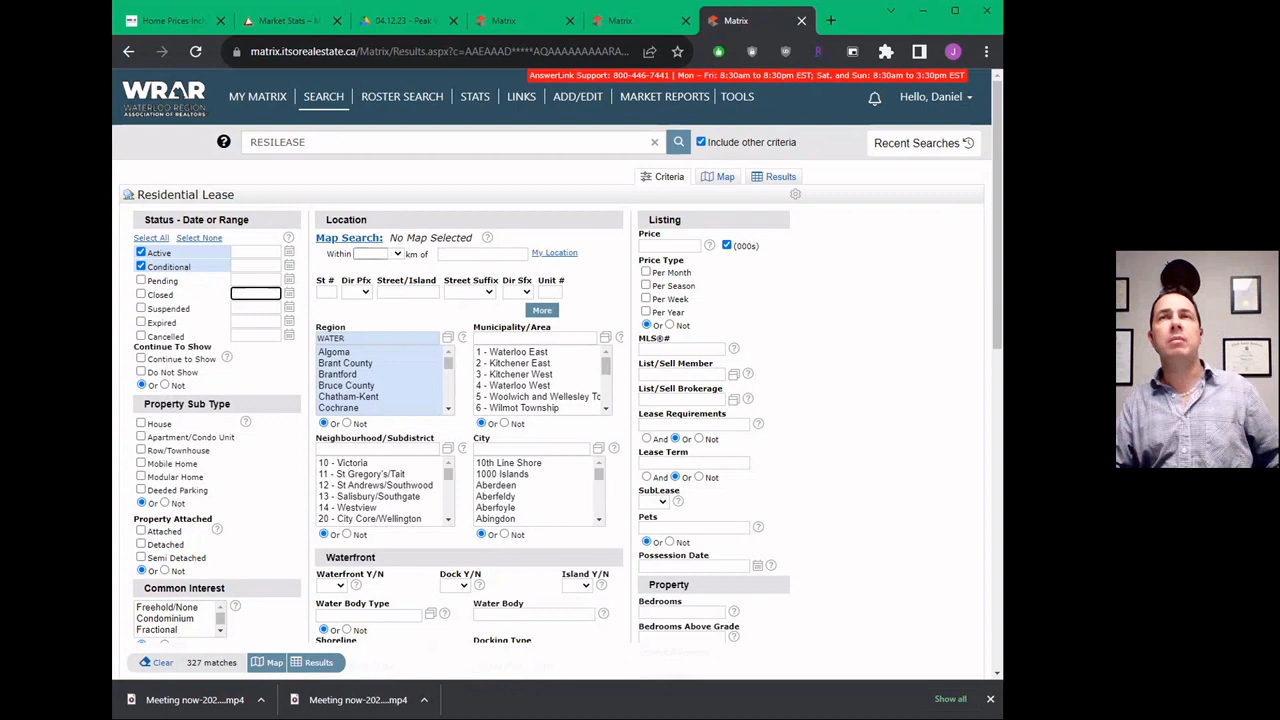 Home Prices Incl
Market Stats – M
04.12.23 - Peak
Matrix
Matrix
Matrix
matrix.itsorealestate.ca/Matrix/Results.aspx?c=AAEAAAD*****AQAAAAAAAAARA...
J
AnswerLink Support: 800-446-7441 | Mon – Fri: 8:30am to 8:30pm EST; Sat. and Sun: 8:30am to 3:30pm EST
WRAR
WATERLOO REGION
ASSOCIATION OF REALTORS®
MY MATRIX SEARCH ROSTER SEARCH STATS LINKS ADD/EDIT MARKET REPORTS TOOLS
Hello, Daniel
RESILEASE
Include other criteria
Recent Searches
Criteria Map Results
Residential Lease
Status - Date or Range
Select All Select None
Active
Conditional
Pending
Closed
Suspended
Expired
Cancelled
Continue To Show
Continue to Show
Do Not Show
Or Not
Property Sub Type
House
Apartment/Condo Unit
Row/Townhouse
Mobile Home
Modular Home
Deeded Parking
Or Not
Property Attached
Attached
Detached
Semi Detached
Or Not
Common Interest
Freehold/None
Condominium
Fractional
Location
Map Search: No Map Selected
Within km of My Location
St # Dir Pfx Street/Island Street Suffix Dir Sfx Unit #
More
Region
WATER
Algoma
Brant County
Brantford
Bruce County
Chatham-Kent
Cochrane
Or Not
Municipality/Area
1 - Waterloo East
2 - Kitchener East
3 - Kitchener West
4 - Waterloo West
5 - Woolwich and Wellesley To
6 - Wilmot Township
Or Not
Neighbourhood/Subdistrict
10 - Victoria
11 - St Gregory's/Tait
12 - St Andrews/Southwood
13 - Salisbury/Southgate
14 - Westview
20 - City Core/Wellington
Or Not
City
10th Line Shore
1000 Islands
Aberdeen
Aberfeldy
Aberfoyle
Abingdon
Or Not
Waterfront
Waterfront Y/N Dock Y/N Island Y/N
Water Body Type Water Body
Or Not
Shoreline Docking Type
Listing
Price
(000s)
Price Type
Per Month
Per Season
Per Week
Per Year
Or Not
MLS®#
List/Sell Member
List/Sell Brokerage
Lease Requirements
And Or Not
Lease Term
And Or Not
SubLease
Pets
Or Not
Possession Date
Property
Bedrooms
Bedrooms Above Grade
Clear 327 matches Map Results
Meeting now-202....mp4
Meeting now-202....mp4
Show all